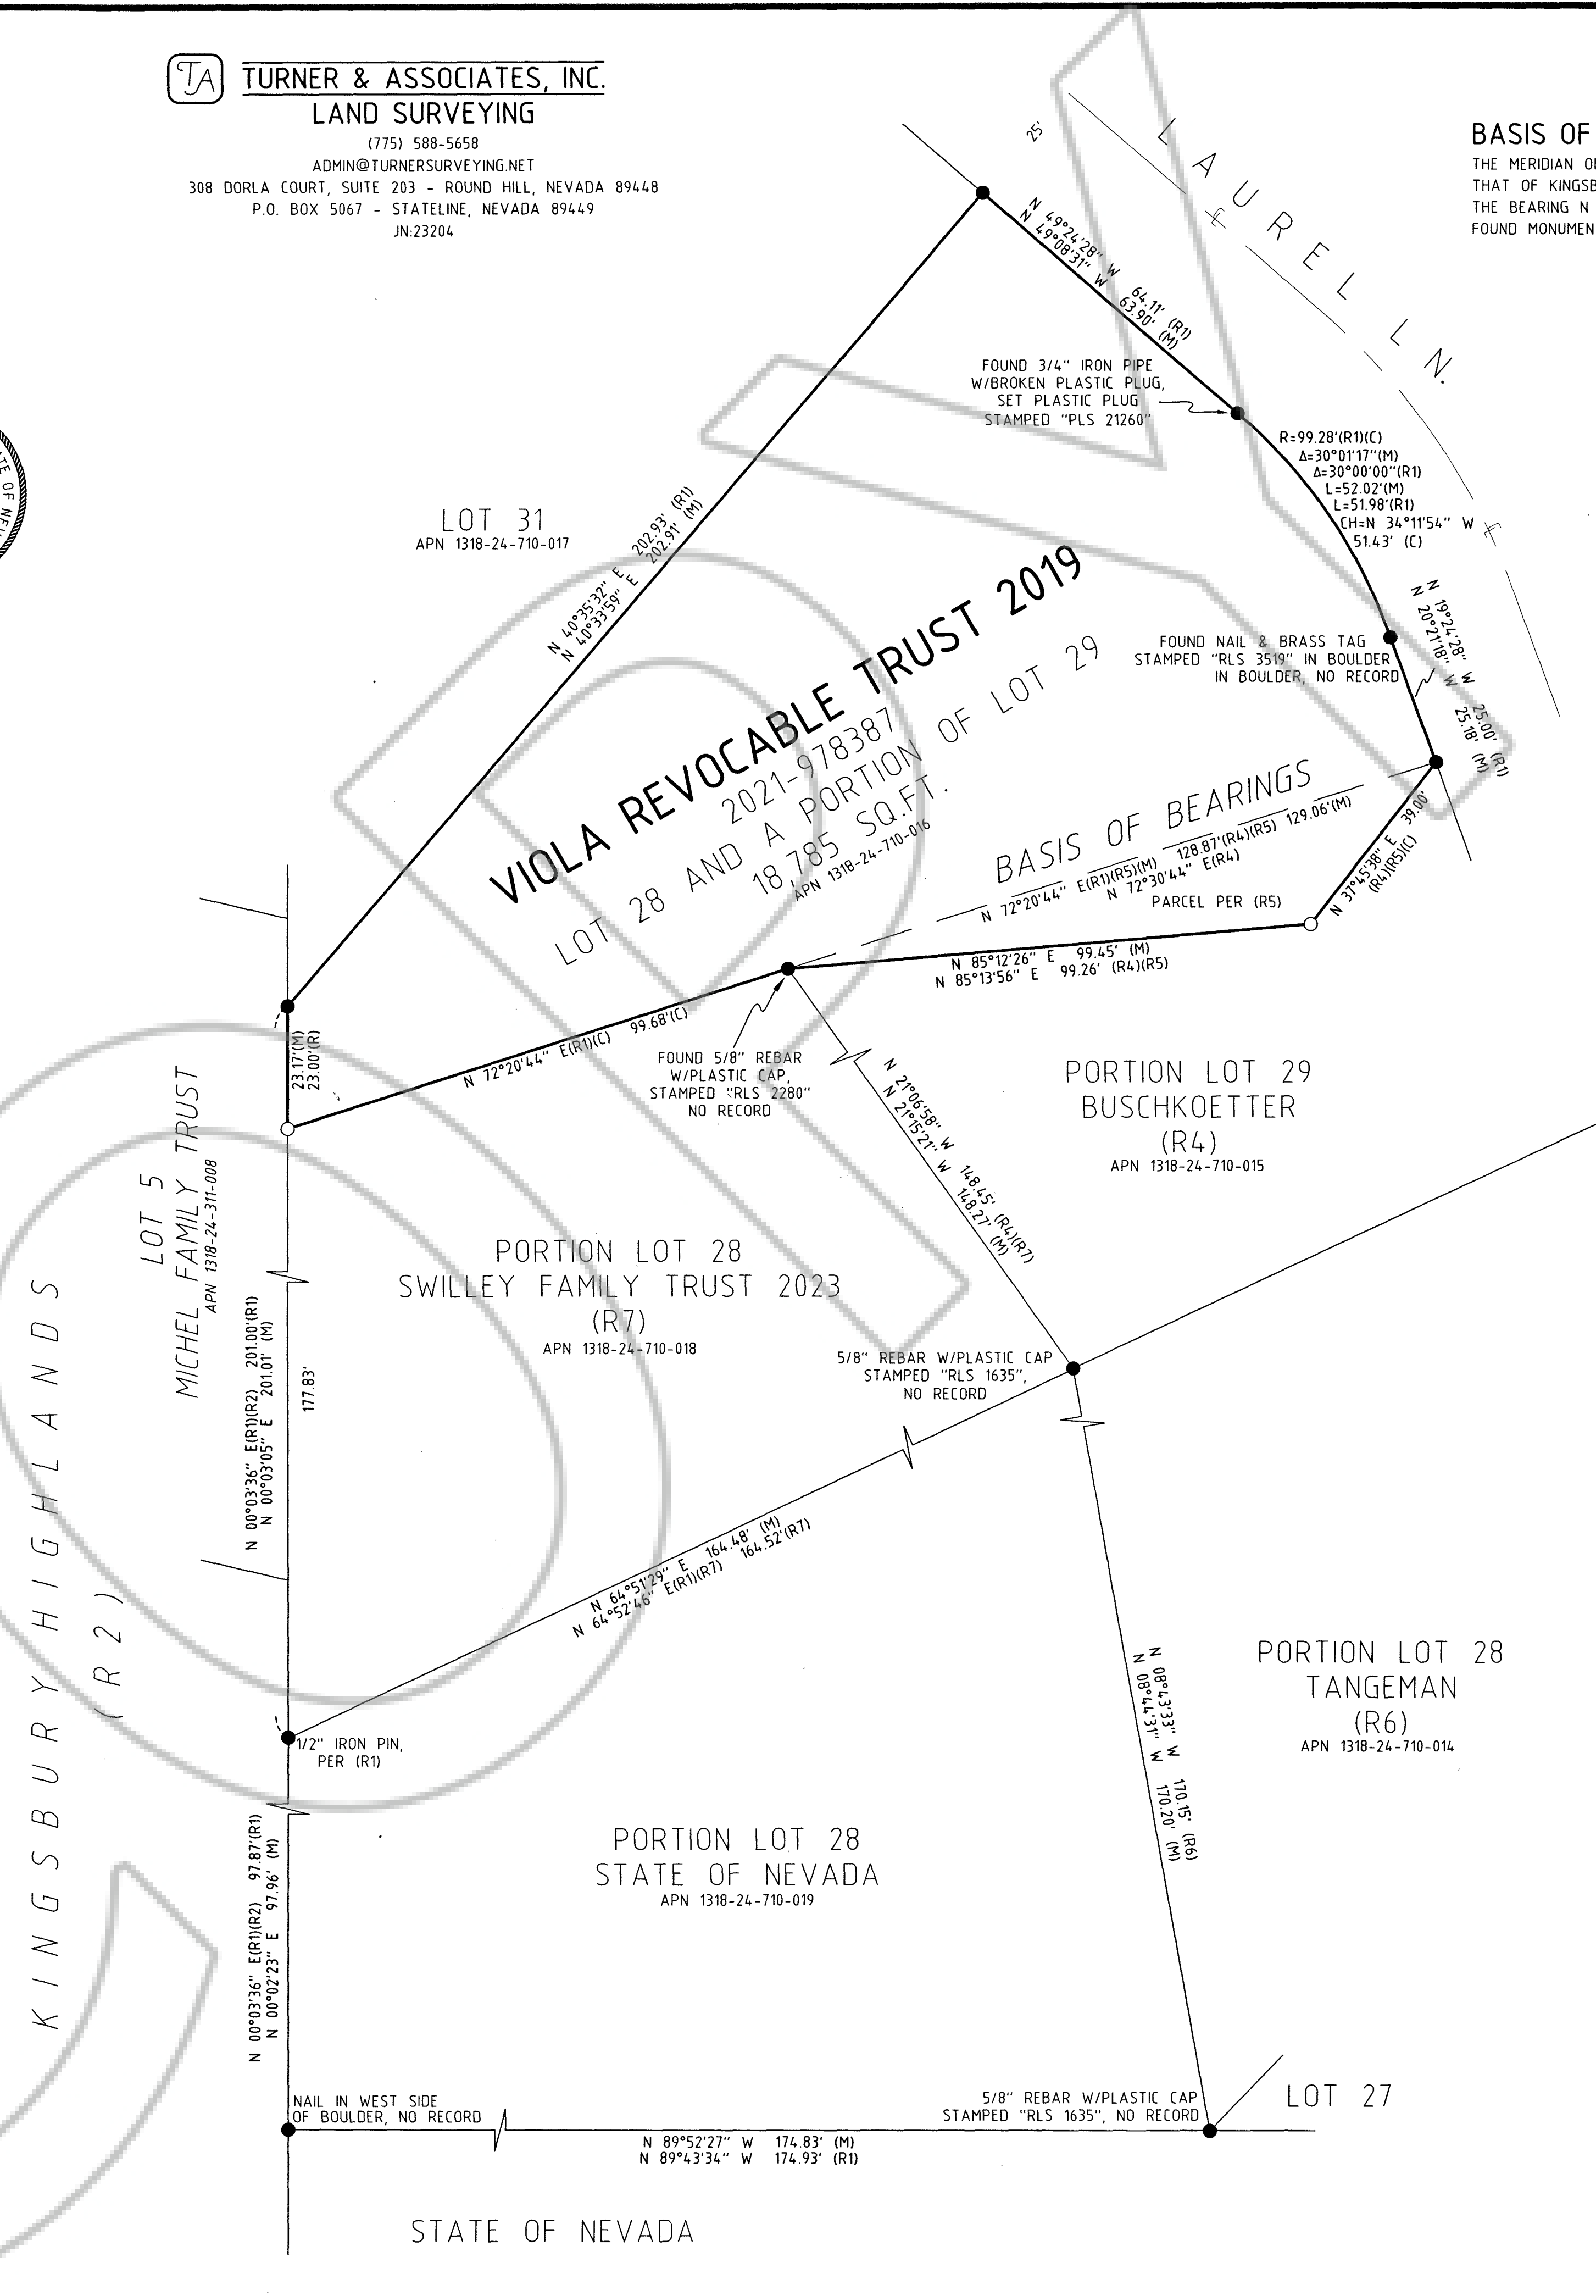 TA
TURNER & ASSOCIATES, INC.
LAND SURVEYING
(775) 588-5658
ADMIN@TURNERSURVEYING.NET
308 DORLA COURT, SUITE 203 - ROUND HILL, NEVADA 89448
P.O. BOX 5067 - STATELINE, NEVADA 89449
JN:23204
BASIS OF
THE MERIDIAN
THAT OF
THE BEARING N
FOUND
25'
LAUREL LN.
N 49°24'28" W 64.11' (R1)
N 49°08'31" W 63.90' (M)
FOUND 3/4" IRON PIPE
W/BROKEN PLASTIC PLUG,
SET PLASTIC PLUG
STAMPED "PLS 21260"
R=99.28'(R1)(C)
Δ=30°01'17"(M)
Δ=30°00'00"(R1)
L=52.02'(M)
L=51.98'(R1)
CH=N 34°11'54" W
51.43' (C)
LOT 31
APN 1318-24-710-017
N 40°35'32" E 202.93' (R1)
N 40°33'59" E 202.91' (M)
VIOLA REVOCABLE TRUST 2019
2021-978387
LOT 28 AND A PORTION OF LOT 29
18,785 SQ.FT.
APN 1318-24-710-016
FOUND NAIL & BRASS TAG
STAMPED "RLS 3519" IN BOULDER
IN BOULDER, NO RECORD
N 19°24'28" W 25.00' (R1)
N 20°21'18" W 25.18' (M)
BASIS OF BEARINGS
N 72°20'44" E(R1)(R5)(M) 128.87'(R4)(R5) 129.06'(M)
N 72°30'44" E(R4)
PARCEL PER (R5)
N 37°45'38" E 39.00'
(R4)(R5)(C)
N 85°12'26" E 99.45' (M)
N 85°13'56" E 99.26' (R4)(R5)
23.17'(M)
23.00'(R)
N 72°20'44" E(R1)(C) 99.68'(C)
FOUND 5/8" REBAR
W/PLASTIC CAP,
STAMPED "RLS 2280"
NO RECORD
N 21°06'58" W 148.45' (R4)(R7)
N 21°15'21" W 148.27' (M)
PORTION LOT 29
BUSCHKOETTER
(R4)
APN 1318-24-710-015
LOT 5
MICHEL FAMILY TRUST
APN 1318-24-311-008
PORTION LOT 28
SWILLEY FAMILY TRUST 2023
(R7)
APN 1318-24-710-018
N 00°03'36" E(R1)(R2) 201.00'(R1)
N 00°03'05" E 201.01' (M)
177.83'
5/8" REBAR W/PLASTIC CAP
STAMPED "RLS 1635",
NO RECORD
KINGSBURY HIGHLANDS
(R2)
N 64°51'29" E 164.48' (M)
N 64°52'46" E(R1)(R7) 164.52'(R7)
1/2" IRON PIN,
PER (R1)
N 08°43'33" W 170.15' (R6)
N 08°44'31" W 170.20' (M)
PORTION LOT 28
TANGEMAN
(R6)
APN 1318-24-710-014
PORTION LOT 28
STATE OF NEVADA
APN 1318-24-710-019
N 00°03'36" E(R1)(R2) 97.87'(R1)
N 00°02'23" E 97.96' (M)
NAIL IN WEST SIDE
OF BOULDER, NO RECORD
5/8" REBAR W/PLASTIC CAP
STAMPED "RLS 1635", NO RECORD
LOT 27
N 89°52'27" W 174.83' (M)
N 89°43'34" W 174.93' (R1)
STATE OF NEVADA